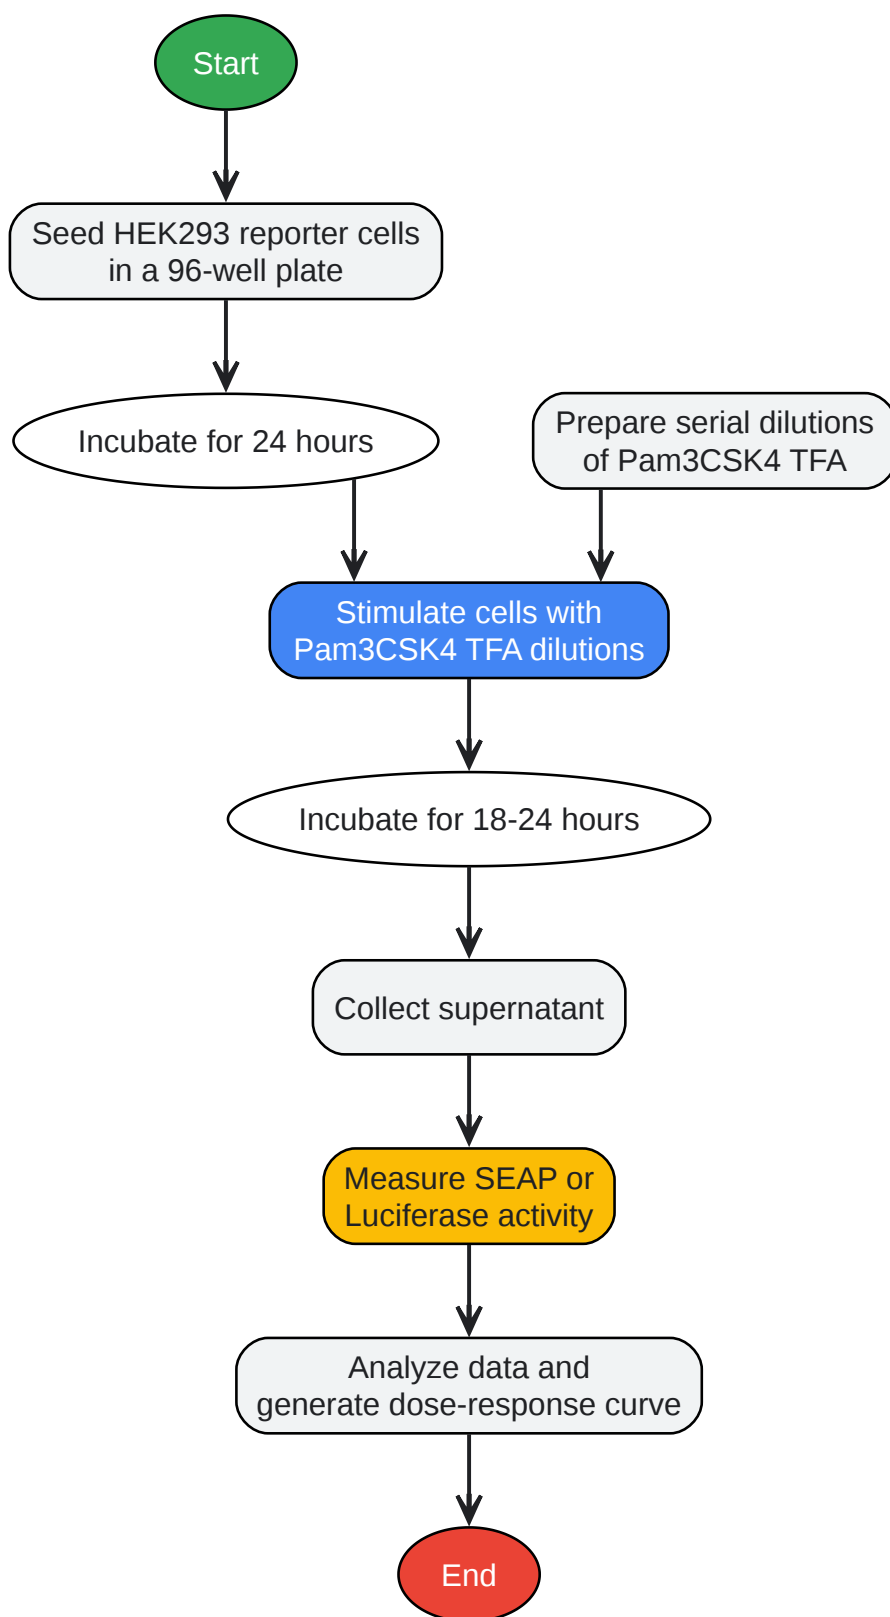 Start
Seed HEK293 reporter cells
in a 96-well plate
Incubate for 24 hours
Prepare serial dilutions
of Pam3CSK4 TFA
Stimulate cells with
Pam3CSK4 TFA dilutions
Incubate for 18-24 hours
Collect supernatant
Measure SEAP or
Luciferase activity
Analyze data and
generate dose-response curve
End